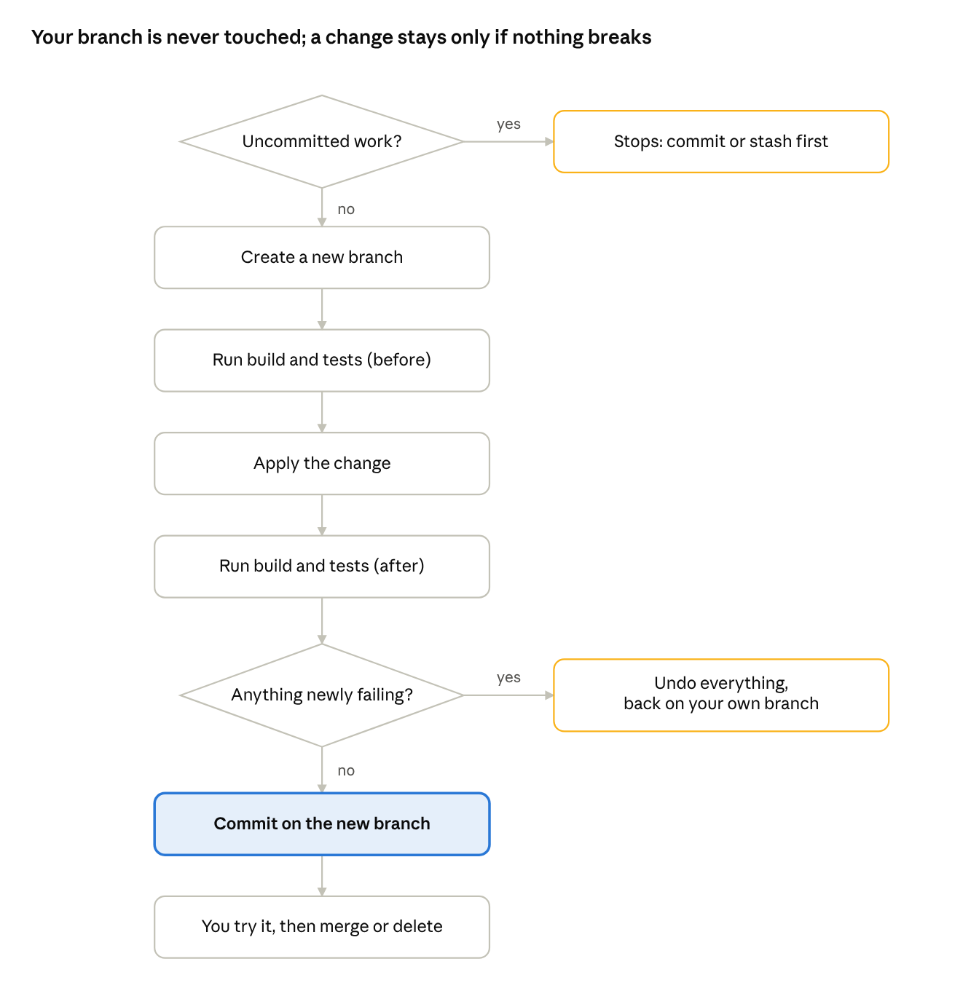 Your branch is never touched; a change stays only if nothing breaks
Uncommitted work?
yes
Stops: commit or stash first
no
Create a new branch
Run build and tests (before)
Apply the change
Run build and tests (after)
Anything newly failing?
yes
Undo everything,
back on your own branch
no
Commit on the new branch
You try it, then merge or delete